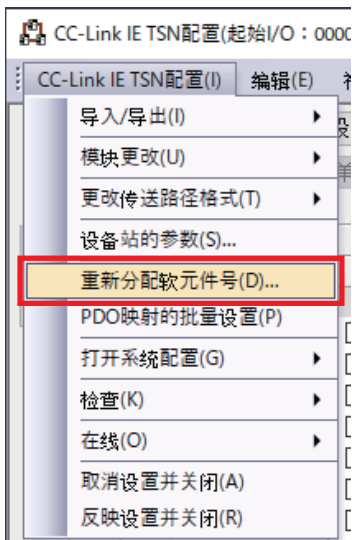 CC-Link IE TSN配置(起始I/O：0000
CC-Link IE TSN配置(I) 编辑(E)
导入/导出(I)
模块更改(U)
更改传送路径格式(T)
设备站的参数(S)...
重新分配软元件号(D)...
PDO映射的批量设置(P)
打开系统配置(G)
检查(K)
在线(O)
取消设置并关闭(A)
反映设置并关闭(R)